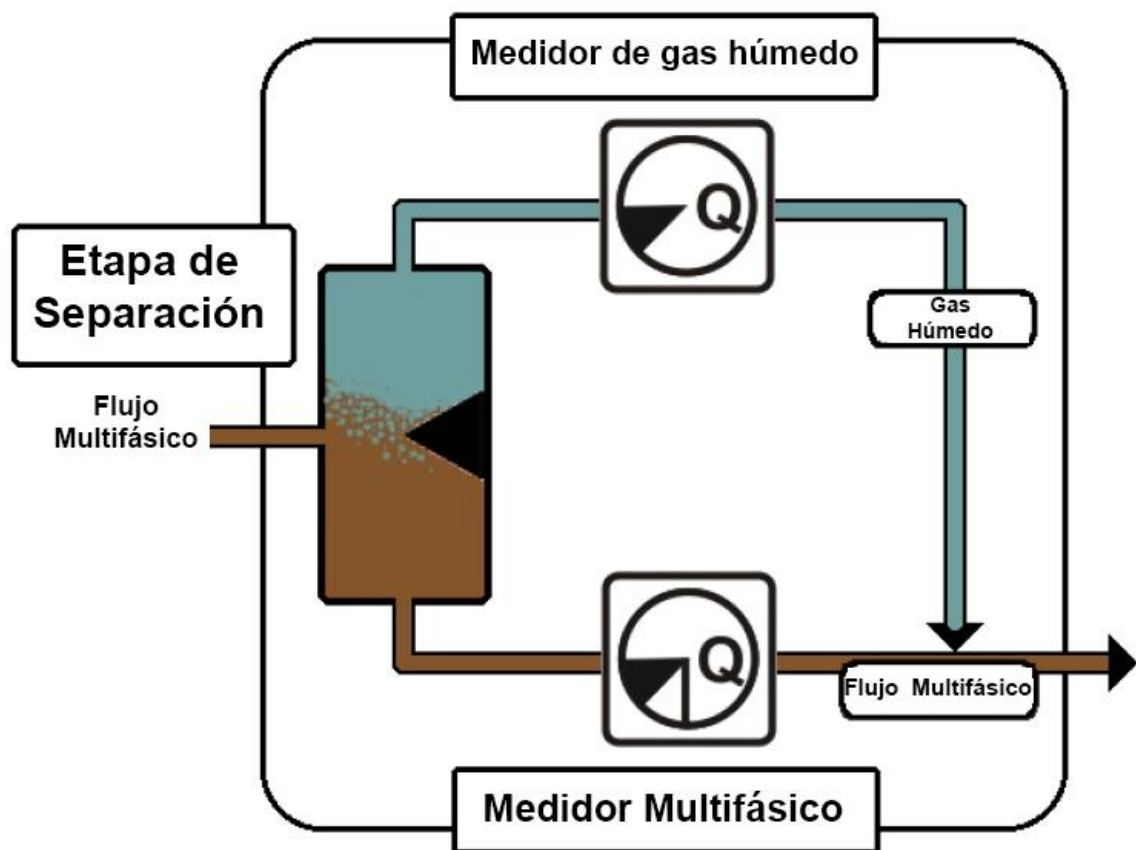 Medidor de gas húmedo
Q
Etapa de
Separación
Gas
Húmedo
Flujo
Multifásico
Q
Flujo Multifásico
Medidor Multifásico